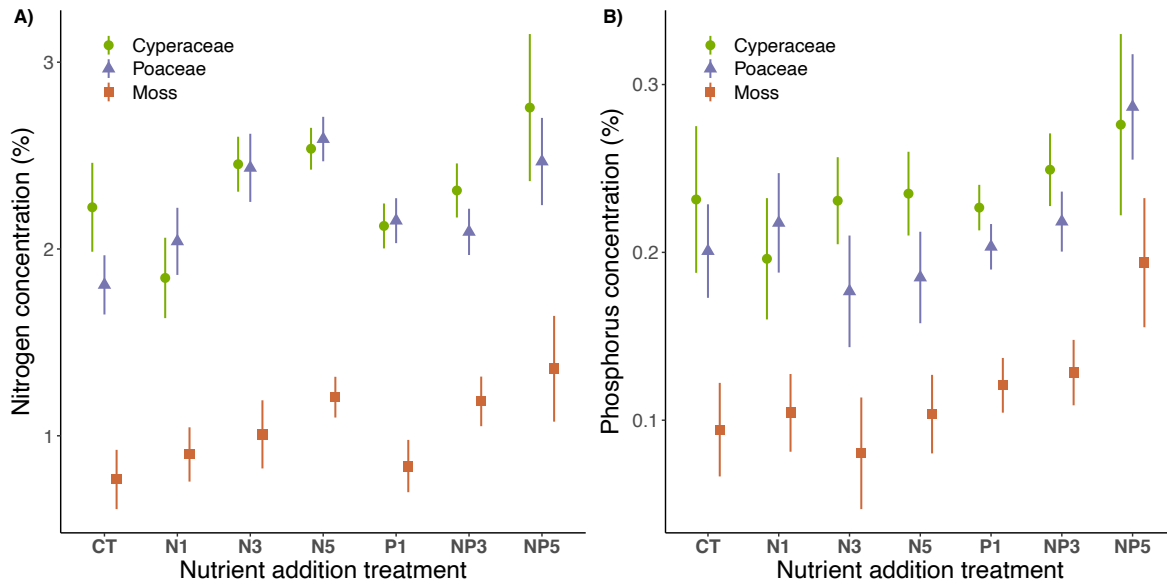 A)
Cyperaceae
Poaceae
Moss
Nitrogen concentration (%)
3
2
1
CT N1 N3 N5 P1 NP3 NP5
Nutrient addition treatment
B)
Cyperaceae
Poaceae
Moss
Phosphorus concentration (%)
0.3
0.2
0.1
CT N1 N3 N5 P1 NP3 NP5
Nutrient addition treatment